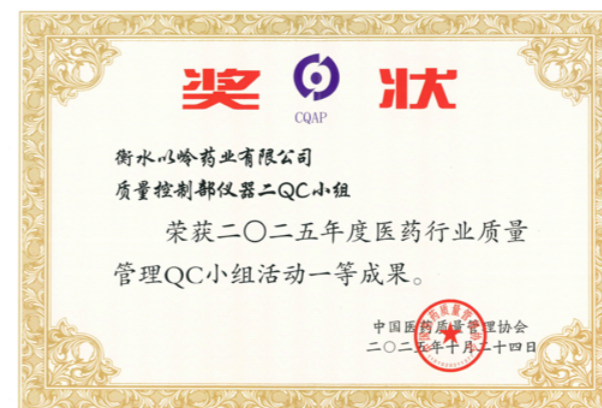 奖 状
CQAP
衡水以岭药业有限公司
质量控制部仪器二QC小组
荣获二〇二五年度医药行业质量
管理QC小组活动一等成果。
中国医药质量管理协会
二〇二五年十月二十四日